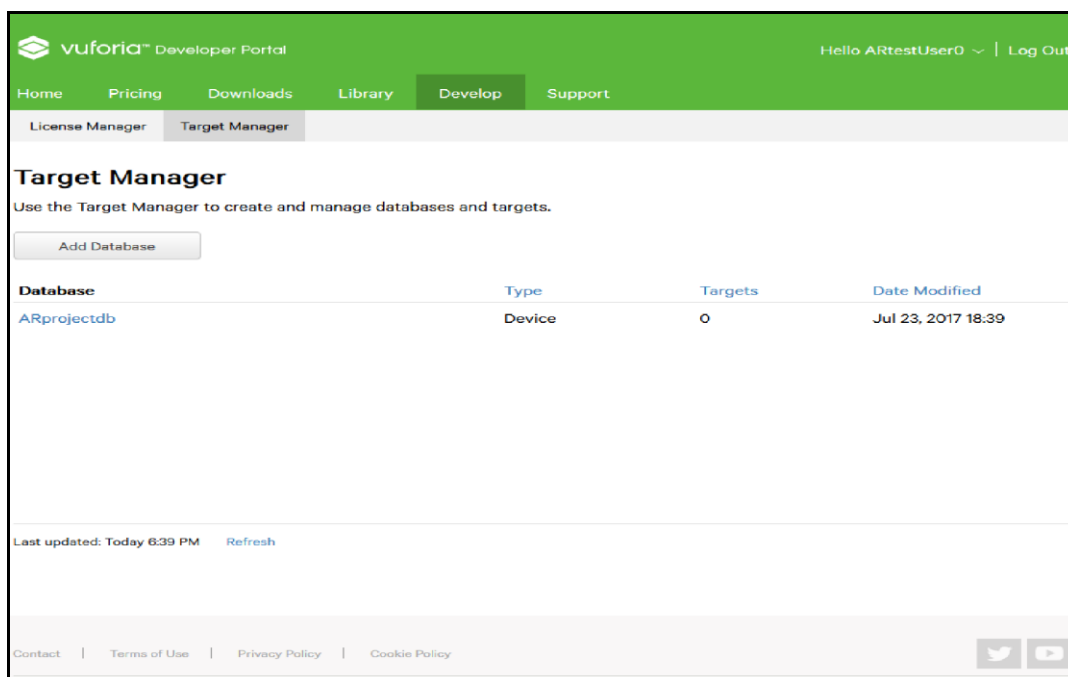 vuforia™ Developer Portal
Hello ARtestUser0 | Log Out
Home Pricing Downloads Library Develop Support
License Manager Target Manager
Target Manager
Use the Target Manager to create and manage databases and targets.
Add Database
Database Type Targets Date Modified
ARprojectdb Device 0 Jul 23, 2017 18:39
Last updated: Today 6:39 PM Refresh
Contact | Terms of Use | Privacy Policy | Cookie Policy